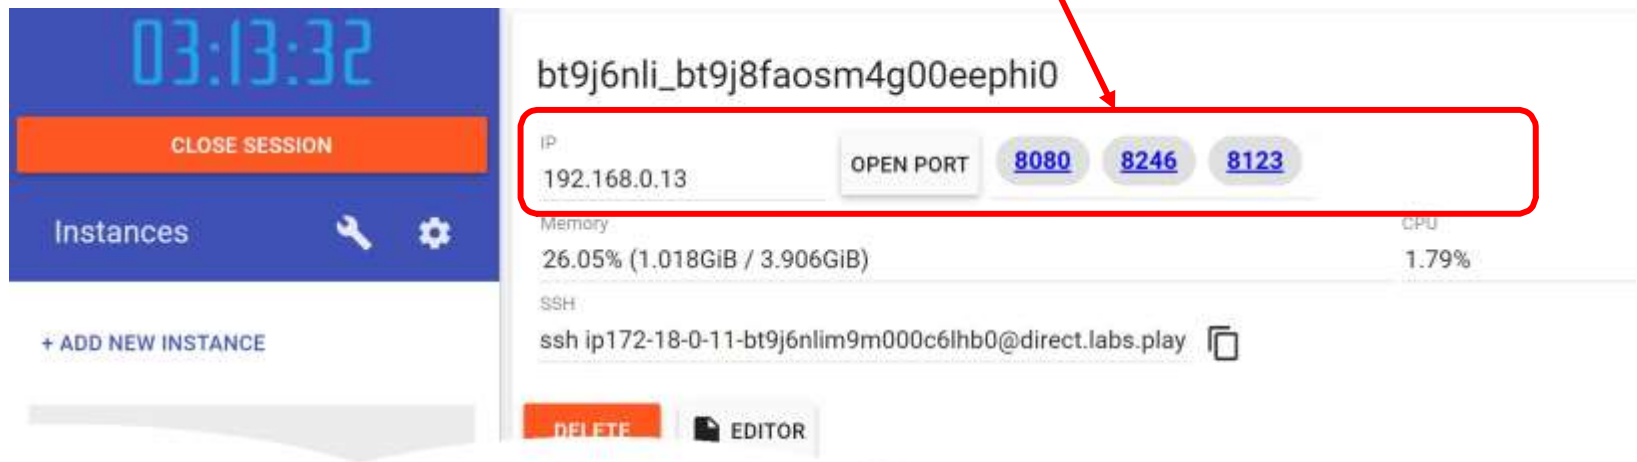 03:13:32
CLOSE SESSION
Instances
+ ADD NEW INSTANCE
bt9j6nli_bt9j8faosm4g00eephi0
IP
192.168.0.13
OPEN PORT 8080 8246 8123
Memory
26.05% (1.018GiB / 3.906GiB)
CPU
1.79%
SSH
ssh ip172-18-0-11-bt9j6nlim9m000c6lhb0@direct.labs.play
DELETE EDITOR